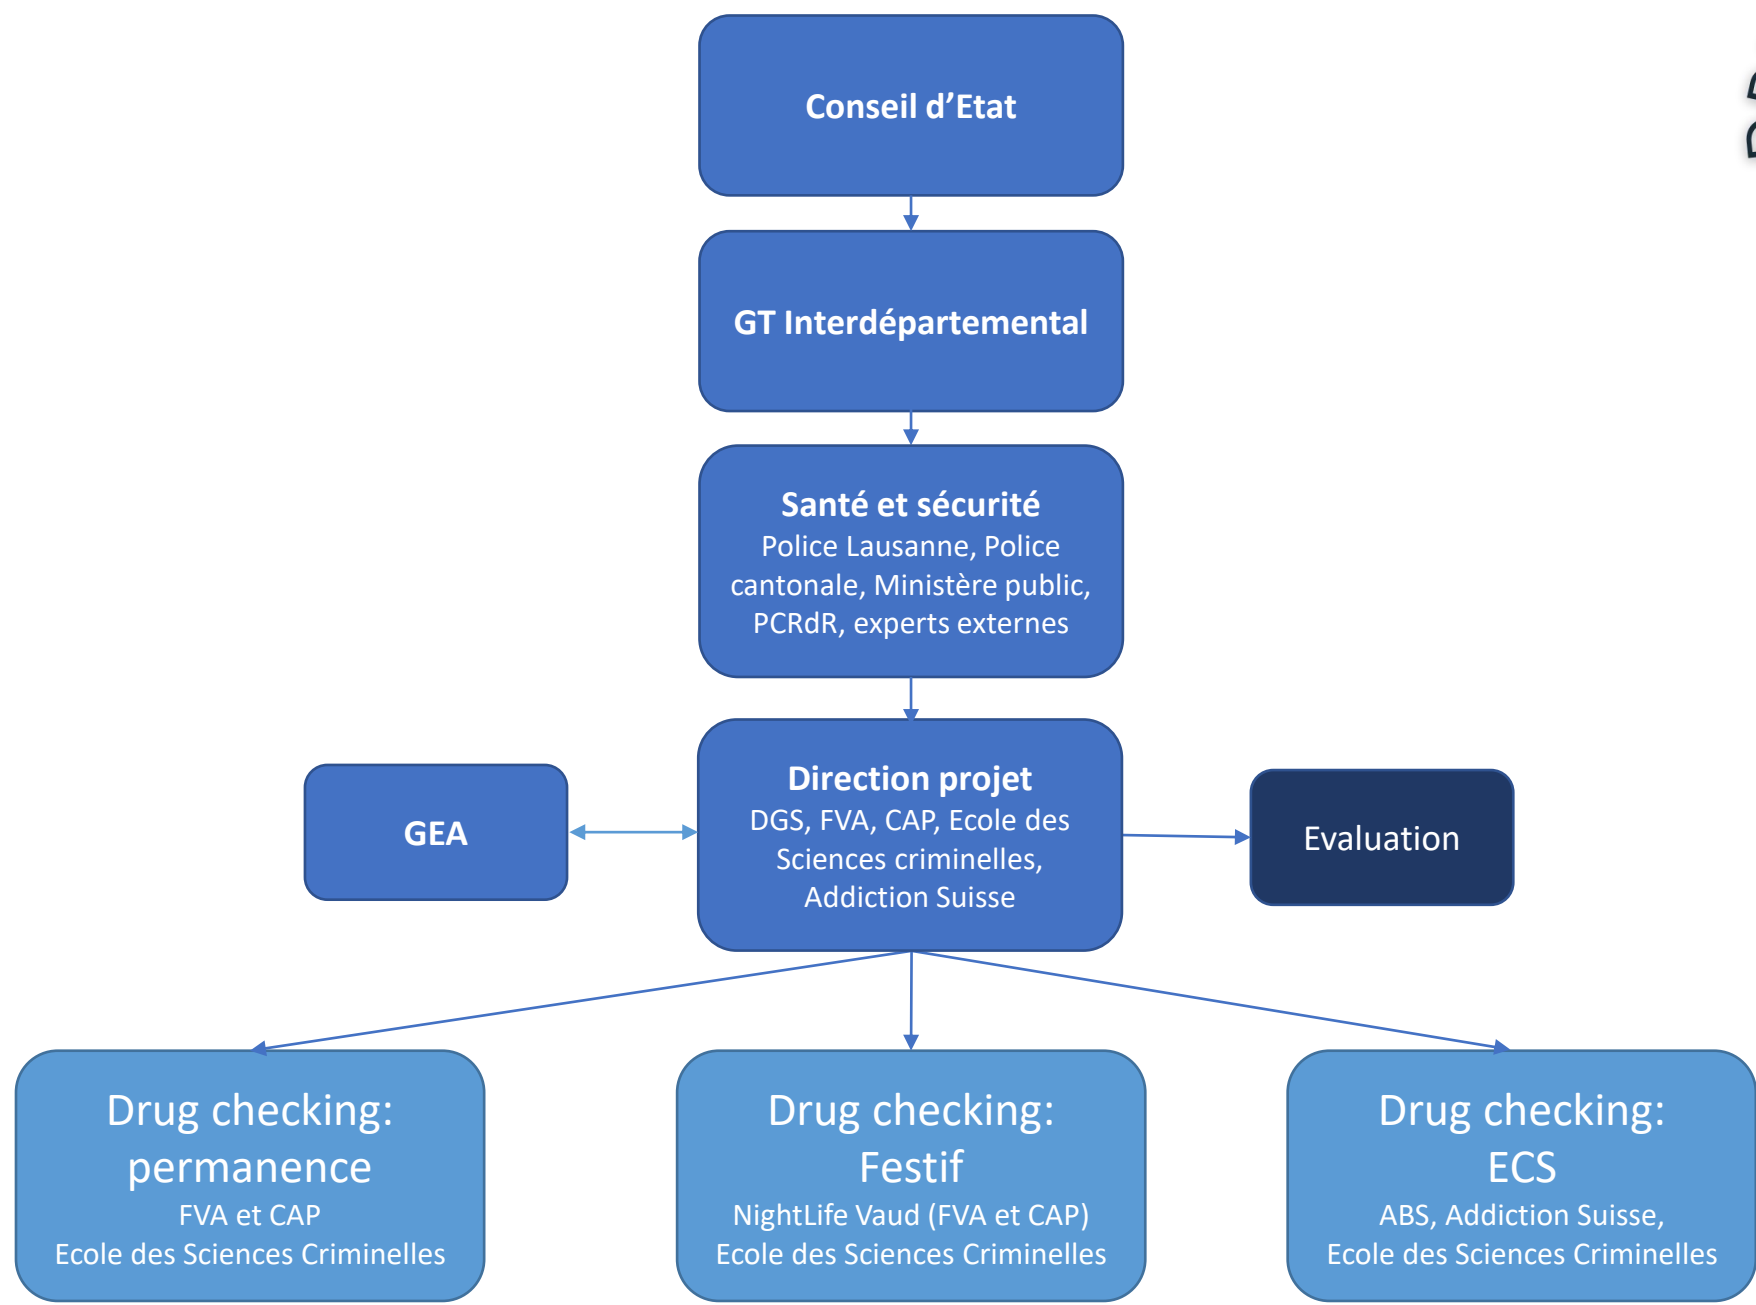 Conseil d’Etat
GT Interdépartemental
Santé et sécurité
Police Lausanne, Police
cantonale, Ministère public,
PCRdR, experts externes
GEA
Direction projet
DGS, FVA, CAP, Ecole des
Sciences criminelles,
Addiction Suisse
Evaluation
Drug checking:
permanence
FVA et CAP
Ecole des Sciences Criminelles
Drug checking:
Festif
NightLife Vaud (FVA et CAP)
Ecole des Sciences Criminelles
Drug checking:
ECS
ABS, Addiction Suisse,
Ecole des Sciences Criminelles